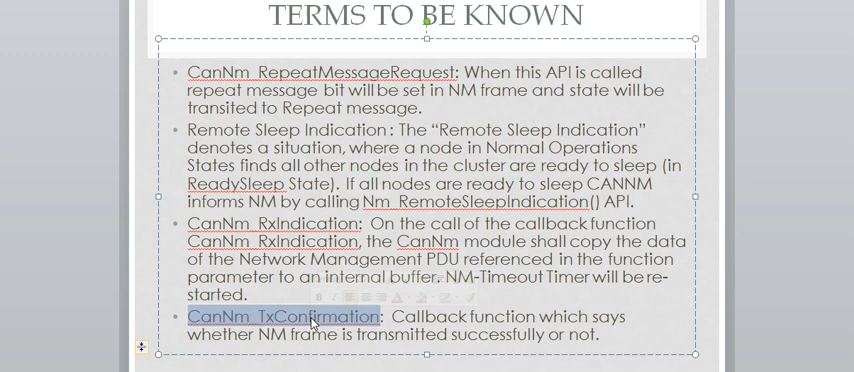 TERMS TO BE KNOWN
• CanNm_RepeatMessageRequest: When this API is called
repeat message bit will be set in NM frame and state will be
transited to Repeat message.
• Remote Sleep Indication : The “Remote Sleep Indication”
denotes a situation, where a node in Normal Operations
States finds all other nodes in the cluster are ready to sleep (in
ReadySleep State). If all nodes are ready to sleep CANNM
informs NM by calling Nm_RemoteSleepIndication() API.
• CanNm_RxIndication: On the call of the callback function
CanNm_RxIndication, the CanNm module shall copy the data
of the Network Management PDU referenced in the function
parameter to an internal buffer. NM-Timeout Timer will be re-
started.
• CanNm_TxConfirmation: Callback function which says
whether NM frame is transmitted successfully or not.